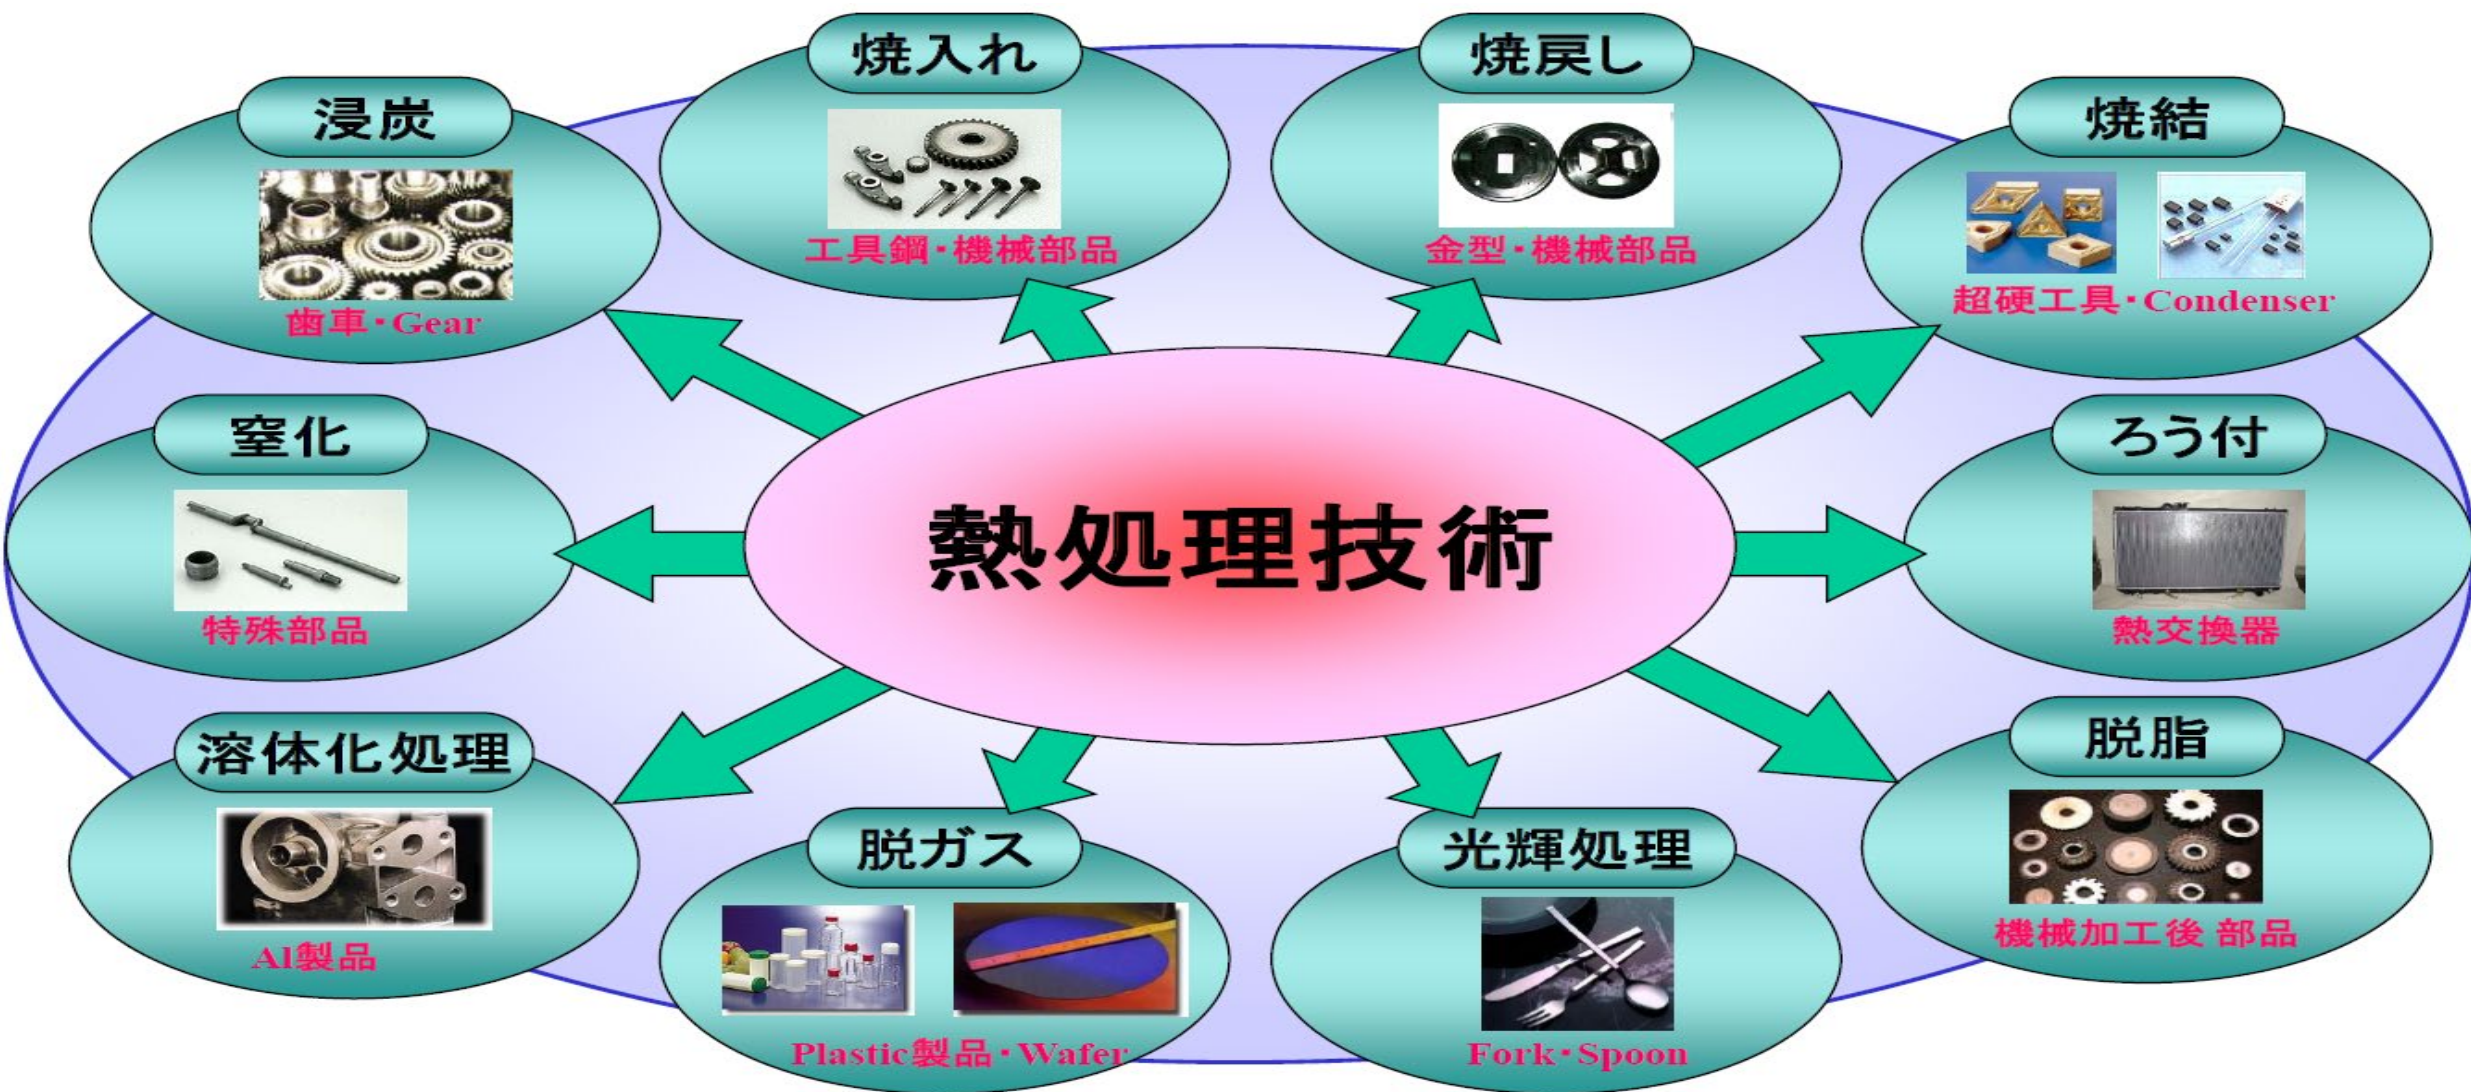 焼入れ
工具鋼・機械部品
焼戻し
金型・機械部品
浸炭
歯車・Gear
焼結
超硬工具・Condenser
窒化
特殊部品
熱処理技術
ろう付
熱交換器
溶体化処理
Al製品
脱ガス
Plastic製品・Wafer
光輝処理
Fork・Spoon
脱脂
機械加工後 部品